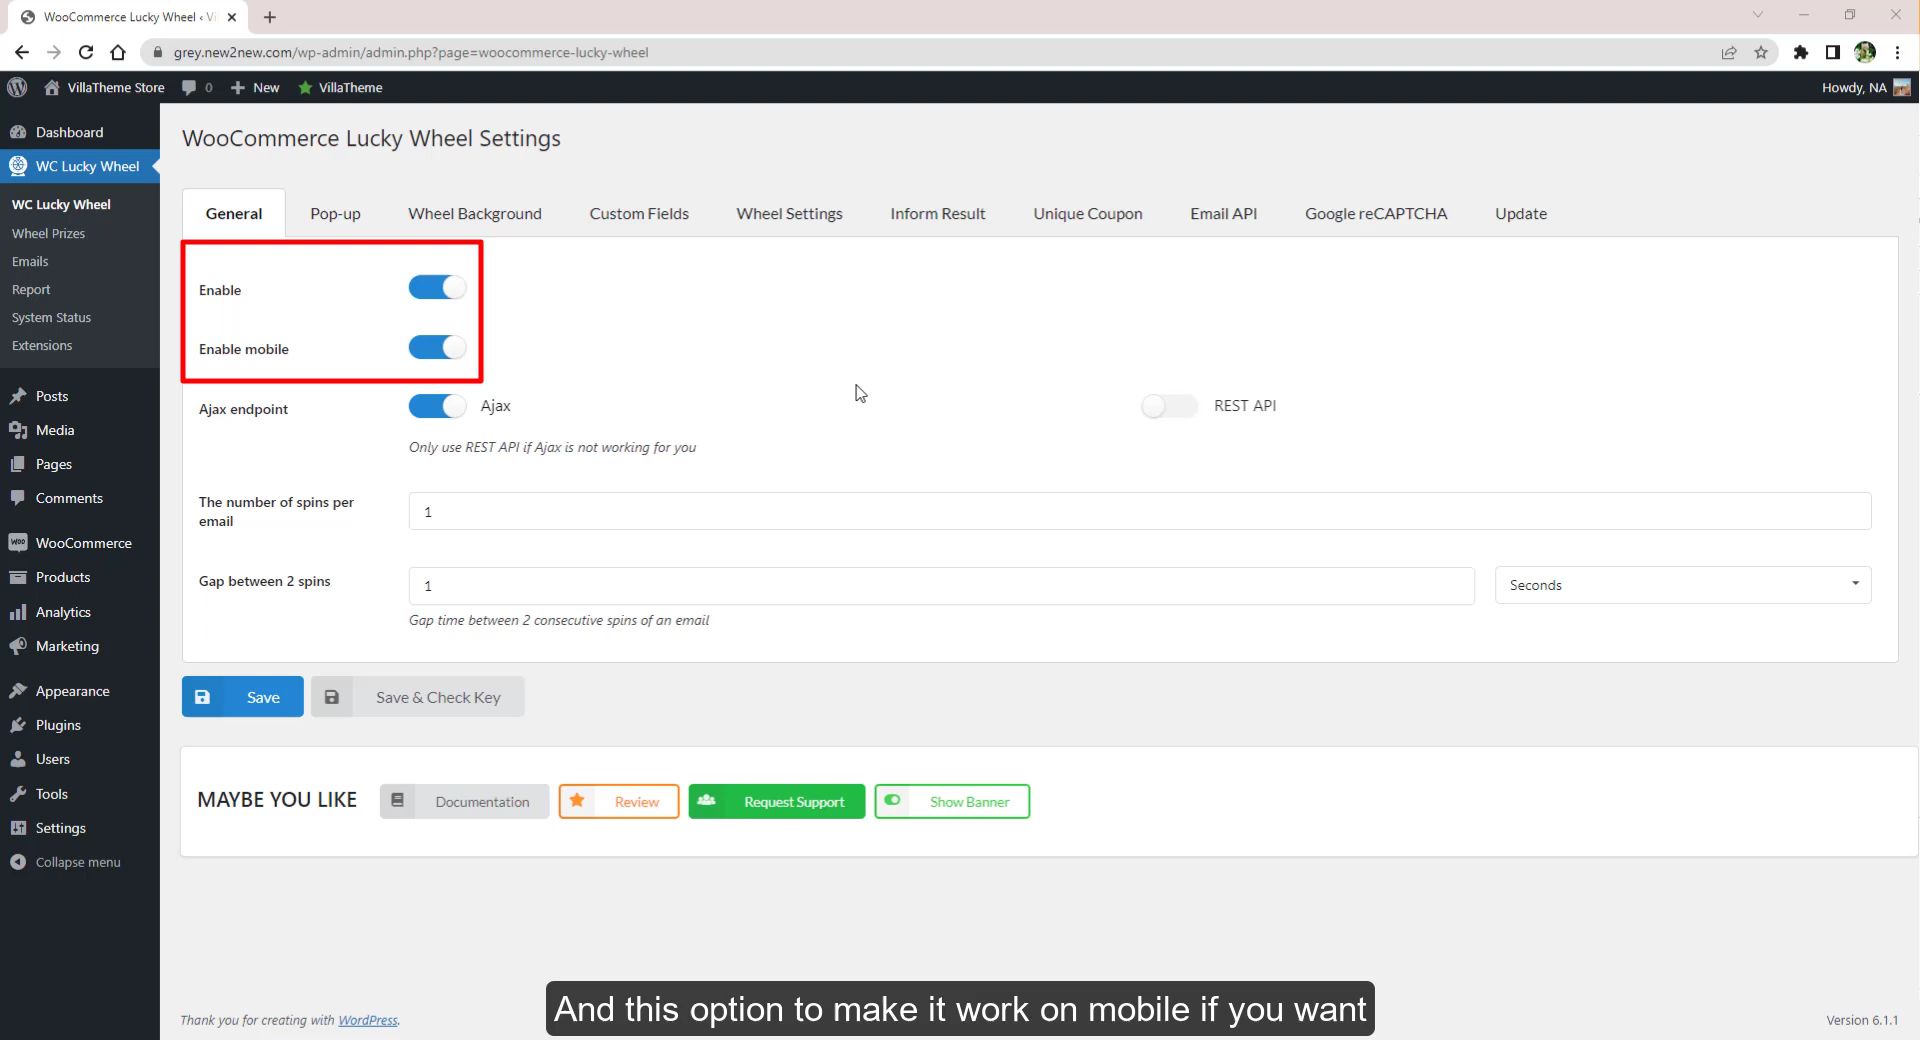 WooCommerce Lucky Wheel ‹ Vi
grey.new2new.com/wp-admin/admin.php?page=woocommerce-lucky-wheel
VillaTheme Store 0 New VillaTheme Howdy, NA
Dashboard
WC Lucky Wheel
WC Lucky Wheel
Wheel Prizes
Emails
Report
System Status
Extensions
Posts
Media
Pages
Comments
WooCommerce
Products
Analytics
Marketing
Appearance
Plugins
Users
Tools
Settings
Collapse menu
WooCommerce Lucky Wheel Settings
General Pop-up Wheel Background Custom Fields Wheel Settings Inform Result Unique Coupon Email API Google reCAPTCHA Update
Enable
Enable mobile
Ajax endpoint Ajax REST API
Only use REST API if Ajax is not working for you
The number of spins per
email
1
Gap between 2 spins 1 Seconds
Gap time between 2 consecutive spins of an email
Save Save & Check Key
MAYBE YOU LIKE Documentation Review Request Support Show Banner
And this option to make it work on mobile if you want
Thank you for creating with WordPress. Version 6.1.1